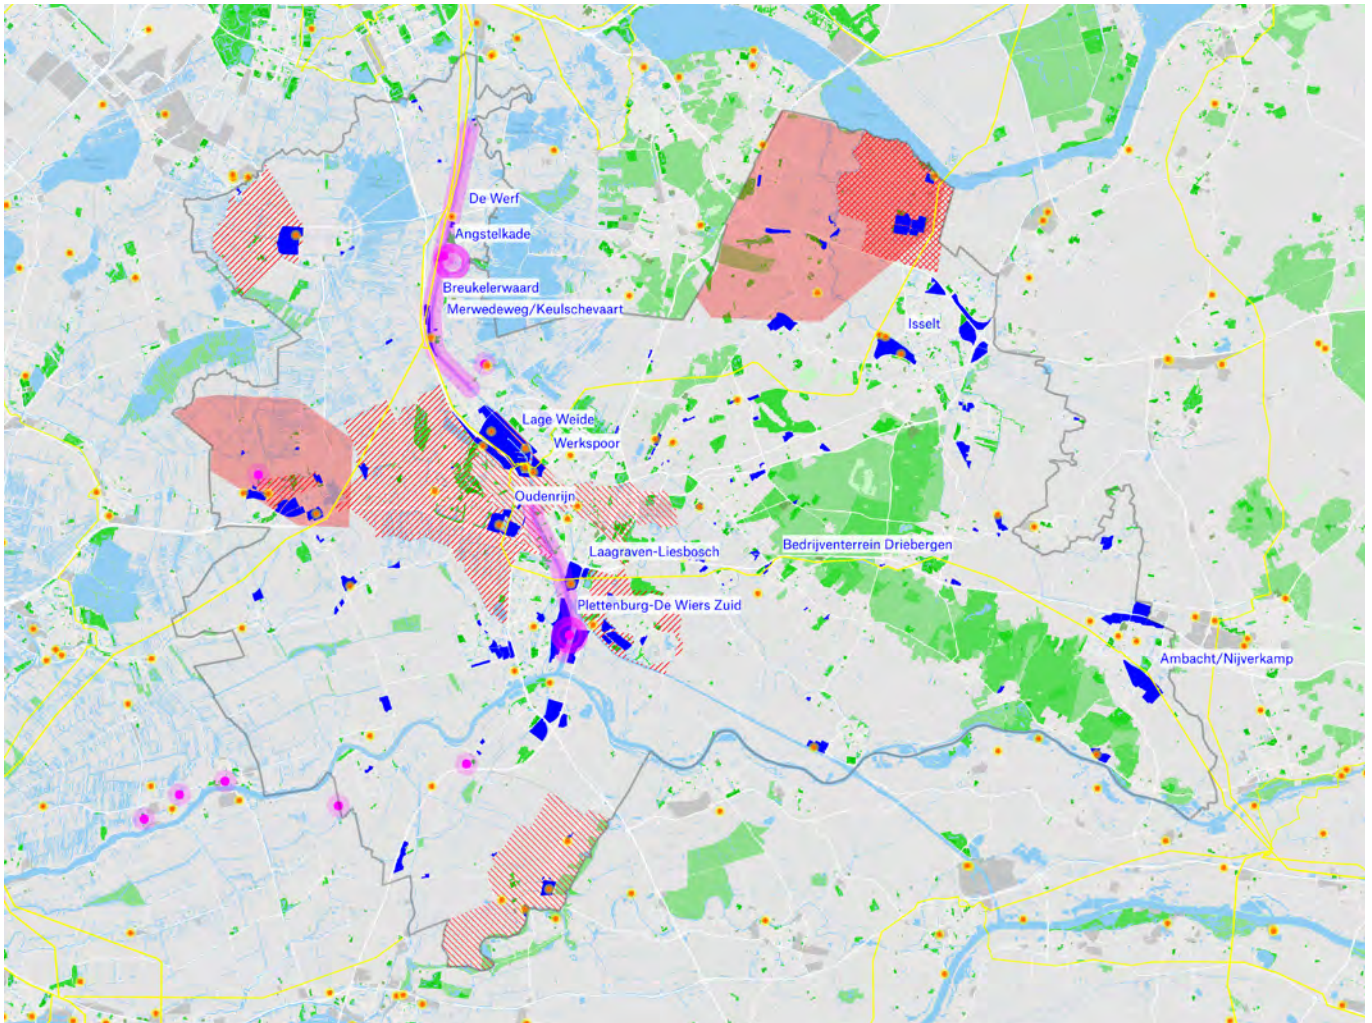 De Werf
Angstelkade
Breukelerwaard
Merwedeweg/Keulschevaart
Isselt
Lage Weide
Werkspoor
Oudenrijn
Laagraven-Liesbosch
Bedrijventerrein Driebergen
Plettenburg-De Wiers Zuid
Ambacht/Nijverkamp